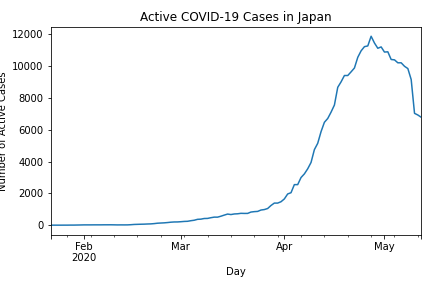 Active COVID-19 Cases in Japan
Number of Active Cases
12000
10000
8000
6000
4000
2000
0
Feb
2020
Mar
Apr
May
Day